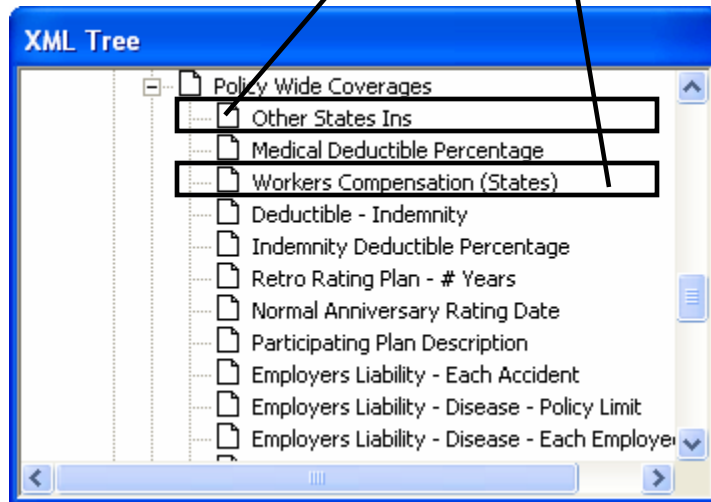 XML Tree
Policy Wide Coverages
Other States Ins
Medical Deductible Percentage
Workers Compensation (States)
Deductible - Indemnity
Indemnity Deductible Percentage
Retro Rating Plan - # Years
Normal Anniversary Rating Date
Participating Plan Description
Employers Liability - Each Accident
Employers Liability - Disease - Policy Limit
Employers Liability - Disease - Each Employe